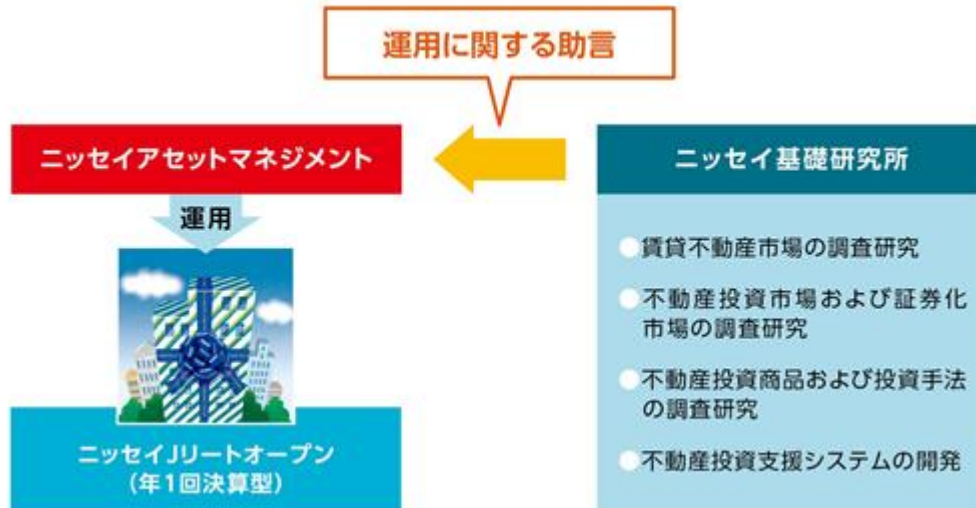 運用に関する助言
ニッセイアセットマネジメント
運用
ニッセイJリートオープン
(年1回決算型)
ニッセイ基礎研究所
賃貸不動産市場の調査研究
不動産投資市場および証券化
市場の調査研究
不動産投資商品および投資手法
の調査研究
不動産投資支援システムの開発